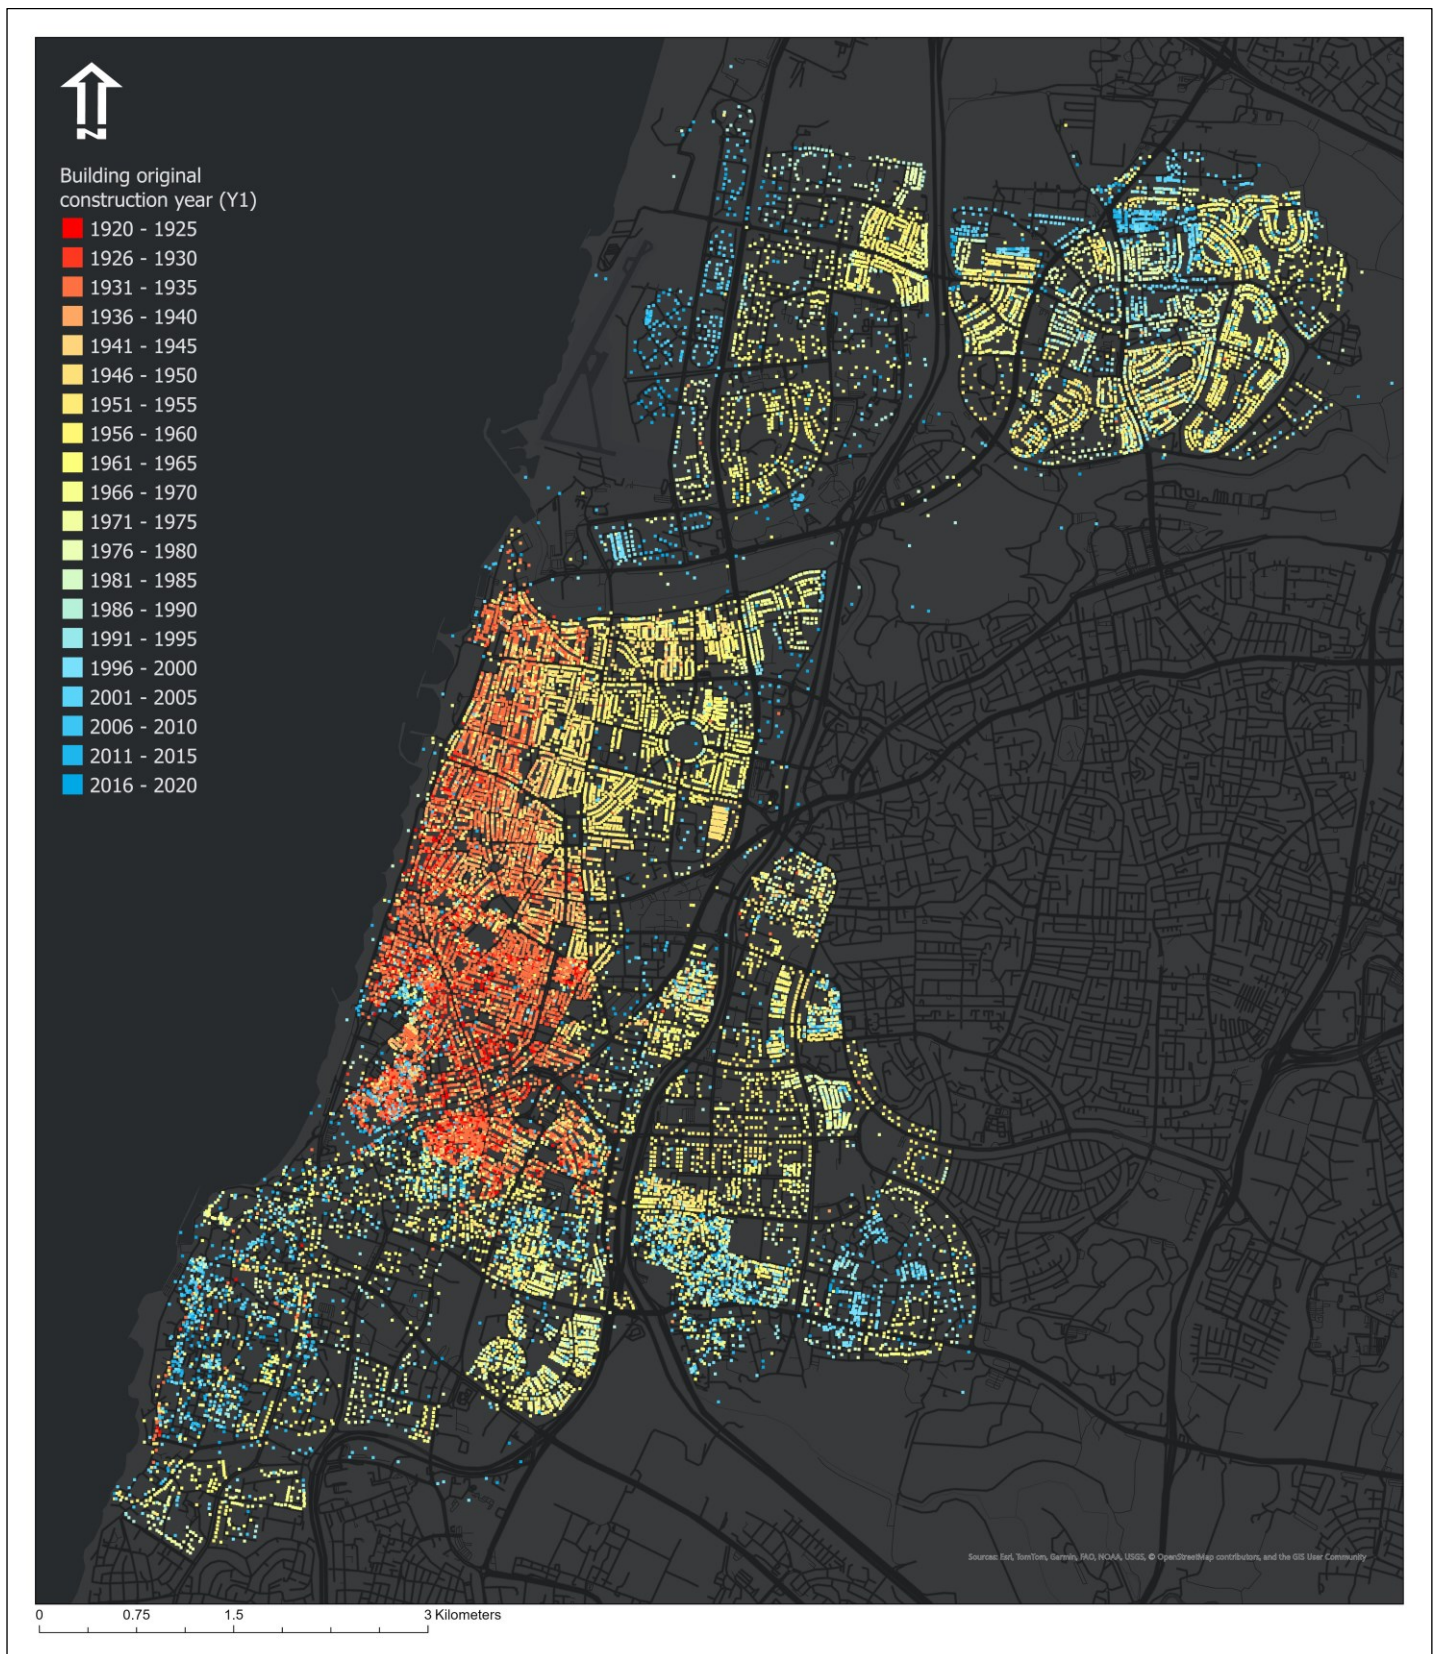 N
Building original
construction year (Y1)
1920 - 1925
1926 - 1930
1931 - 1935
1936 - 1940
1941 - 1945
1946 - 1950
1951 - 1955
1956 - 1960
1961 - 1965
1966 - 1970
1971 - 1975
1976 - 1980
1981 - 1985
1986 - 1990
1991 - 1995
1996 - 2000
2001 - 2005
2006 - 2010
2011 - 2015
2016 - 2020
Sources: Esri, TomTom, Garmin, FAO, NOAA, USGS, © OpenStreetMap contributors, and the GIS User Community
0 0.75 1.5 3 Kilometers